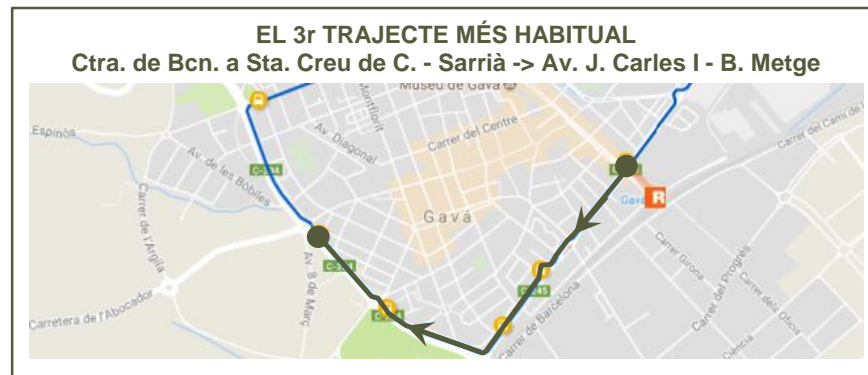 EL 3r TRAJECTE MÉS HABITUAL
Ctra. de Bcn. a Sta. Creu de C. - Sarrià -> Av. J. Carles I - B. Metge
Museu de Gavà
Espinós
Montflorit
Av. Diagonal
Carrer del Centre
Carrer del Camí de
Av. de les Bòbiles
Gavà
R
Gavà
Carrer de l'Argila
Av. 8 de Març
C-245
Carrer Girona
Carrer del Progrés
Carrer dels Oficis
Carretera de l'Abocador
Carrer de Barcelona
Ciència